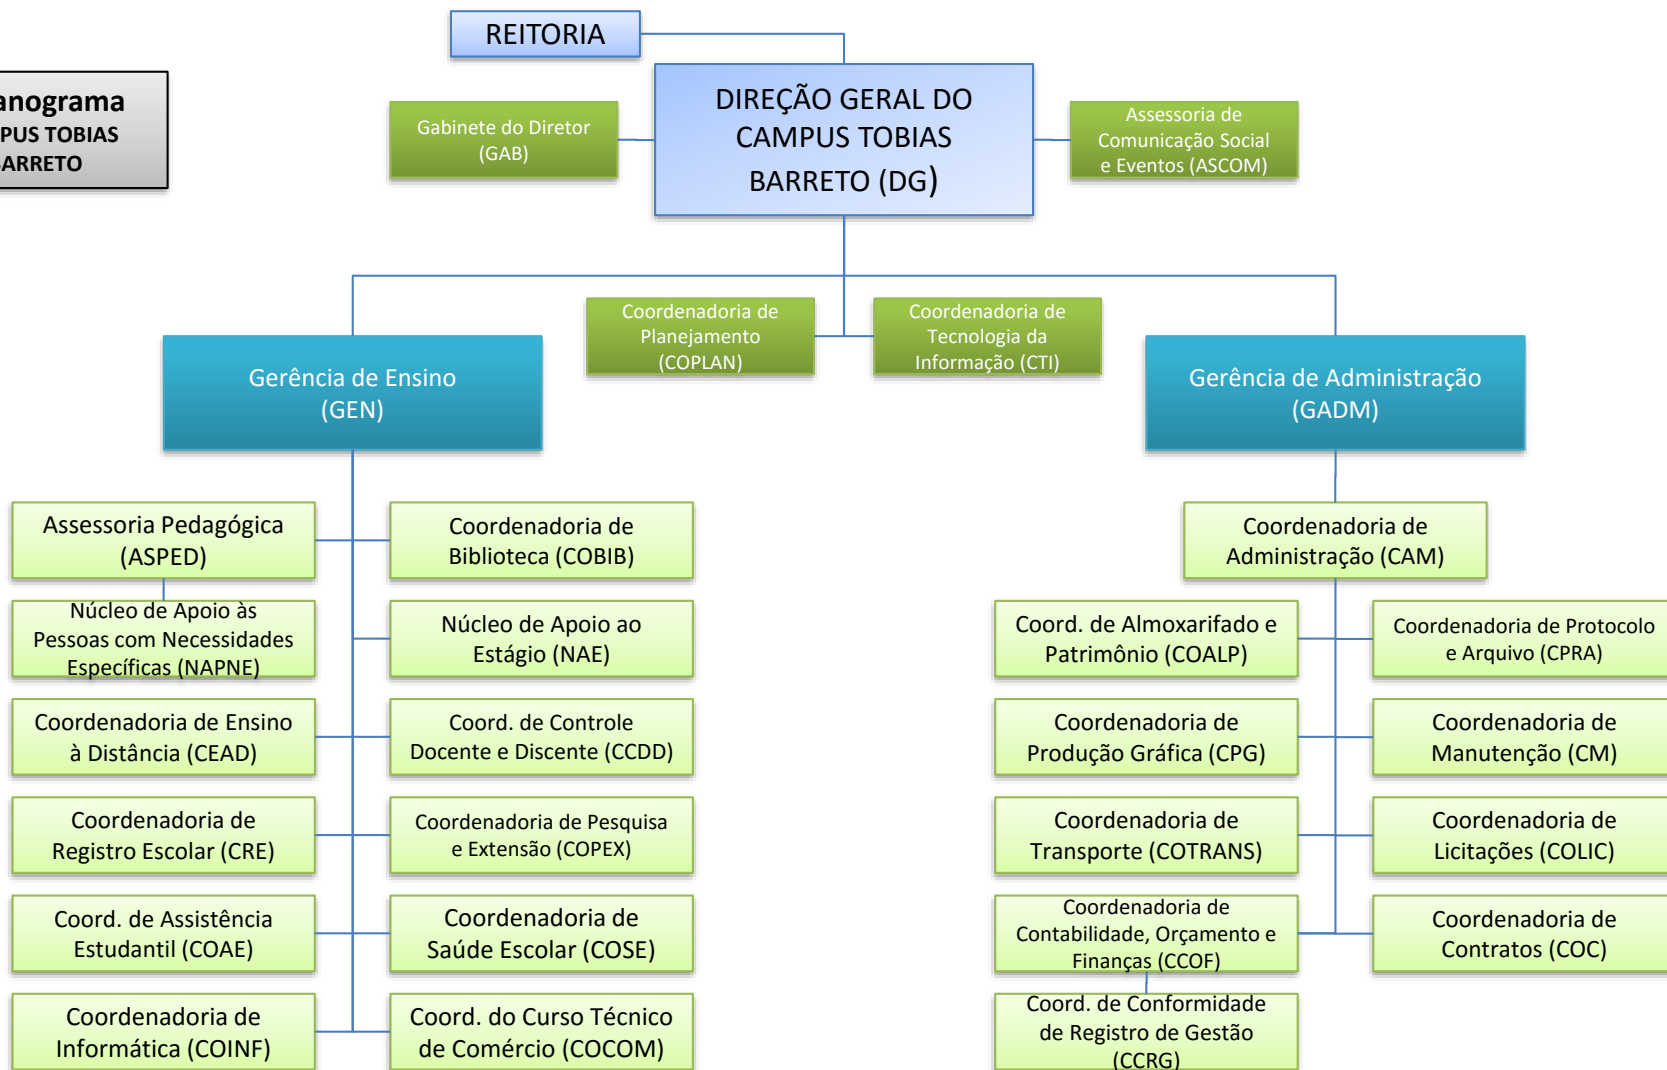 REITORIA
anograma
PUS TOBIAS
BARRETO
DIREÇÃO GERAL DO
CAMPUS TOBIAS
BARRETO (DG)
Gabinete do Diretor
(GAB)
Assessoria de
Comunicação Social
e Eventos (ASCOM)
Coordenadoria de
Planejamento
(COPLAN)
Coordenadoria de
Tecnologia da
Informação (CTI)
Gerência de Ensino
(GEN)
Gerência de Administração
(GADM)
Assessoria Pedagógica
(ASPED)
Coordenadoria de
Biblioteca (COBIB)
Núcleo de Apoio às
Pessoas com Necessidades
Específicas (NAPNE)
Núcleo de Apoio ao
Estágio (NAE)
Coordenadoria de Ensino
à Distância (CEAD)
Coord. de Controle
Docente e Discente (CCDD)
Coordenadoria de
Registro Escolar (CRE)
Coordenadoria de Pesquisa
e Extensão (COPEX)
Coord. de Assistência
Estudantil (COAE)
Coordenadoria de
Saúde Escolar (COSE)
Coordenadoria de
Informática (COINF)
Coord. do Curso Técnico
de Comércio (COCOM)
Coordenadoria de
Administração (CAM)
Coord. de Almoxarifado e
Patrimônio (COALP)
Coordenadoria de Protocolo
e Arquivo (CPRA)
Coordenadoria de
Produção Gráfica (CPG)
Coordenadoria de
Manutenção (CM)
Coordenadoria de
Transporte (COTRANS)
Coordenadoria de
Licitações (COLIC)
Coordenadoria de
Contabilidade, Orçamento e
Finanças (CCOF)
Coordenadoria de
Contratos (COC)
Coord. de Conformidade
de Registro de Gestão
(CCRG)